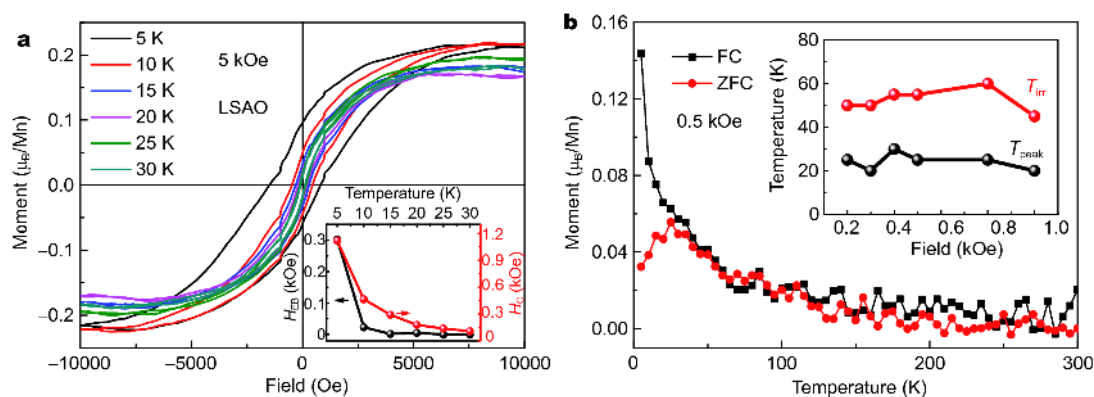 a
5 K
10 K
15 K
20 K
25 K
30 K
5 kOe
LSAO
Moment (μB/Mn)
0.2
0.1
0.0
−0.1
−0.2
−10000
−5000
0
5000
10000
Field (Oe)
Temperature (K)
5 10 15 20 25 30
HEB (kOe)
0.3
0.2
0.1
0
Hc (kOe)
1.2
0.9
0.6
0.3
0
b
FC
ZFC
0.5 kOe
Moment (μB/Mn)
0.16
0.12
0.08
0.04
0.00
0 50 100 150 200 250 300
Temperature (K)
Temperature (K)
80
60
40
20
0
Tirr
Tpeak
0.2 0.4 0.6 0.8 1.0
Field (kOe)